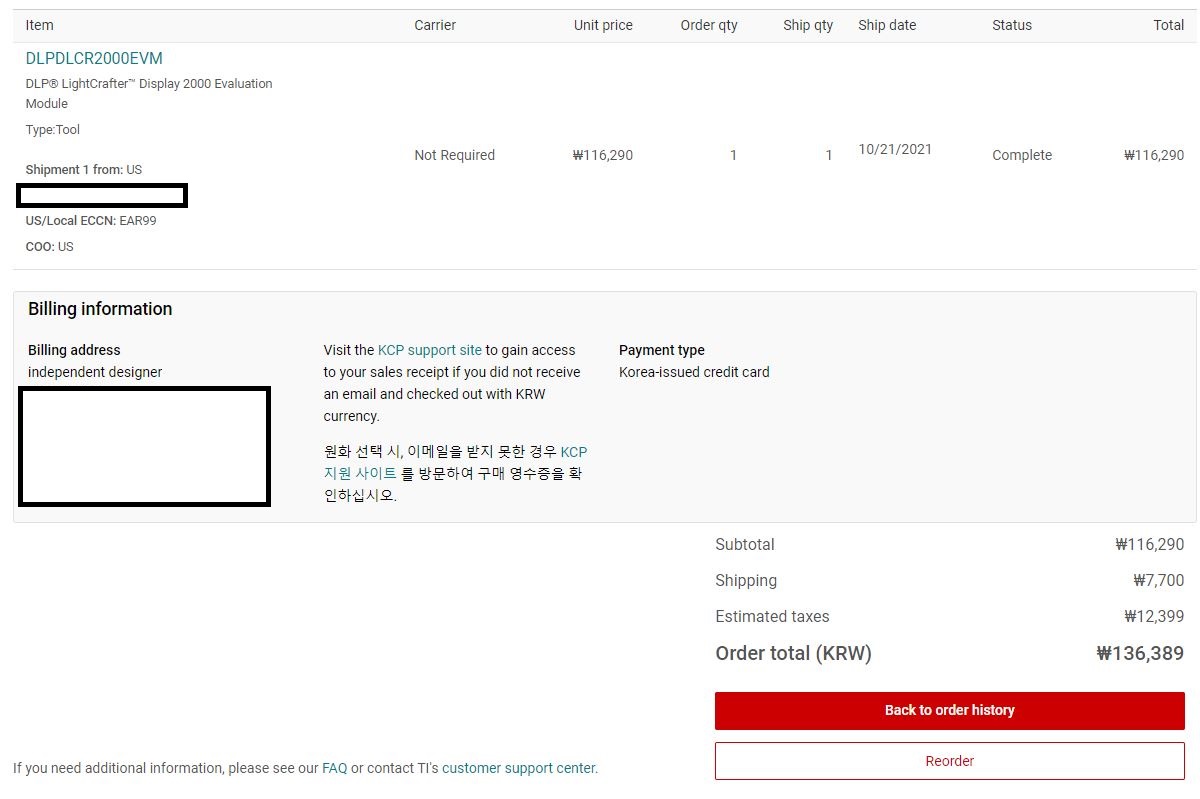 Item Carrier Unit price Order qty Ship qty Ship date Status Total
DLPDLCR2000EVM
DLP® LightCrafter™ Display 2000 Evaluation
Module
Type:Tool
Not Required ₩116,290 1 1 10/21/2021 Complete ₩116,290
Shipment 1 from: US
US/Local ECCN: EAR99
COO: US
Billing information
Billing address
independent designer
Visit the KCP support site to gain access
to your sales receipt if you did not receive
an email and checked out with KRW
currency.
원화 선택 시, 이메일을 받지 못한 경우 KCP
지원 사이트 를 방문하여 구매 영수증을 확
인하십시오.
Payment type
Korea-issued credit card
Subtotal ₩116,290
Shipping ₩7,700
Estimated taxes ₩12,399
Order total (KRW) ₩136,389
Back to order history
Reorder
If you need additional information, please see our FAQ or contact TI's customer support center.